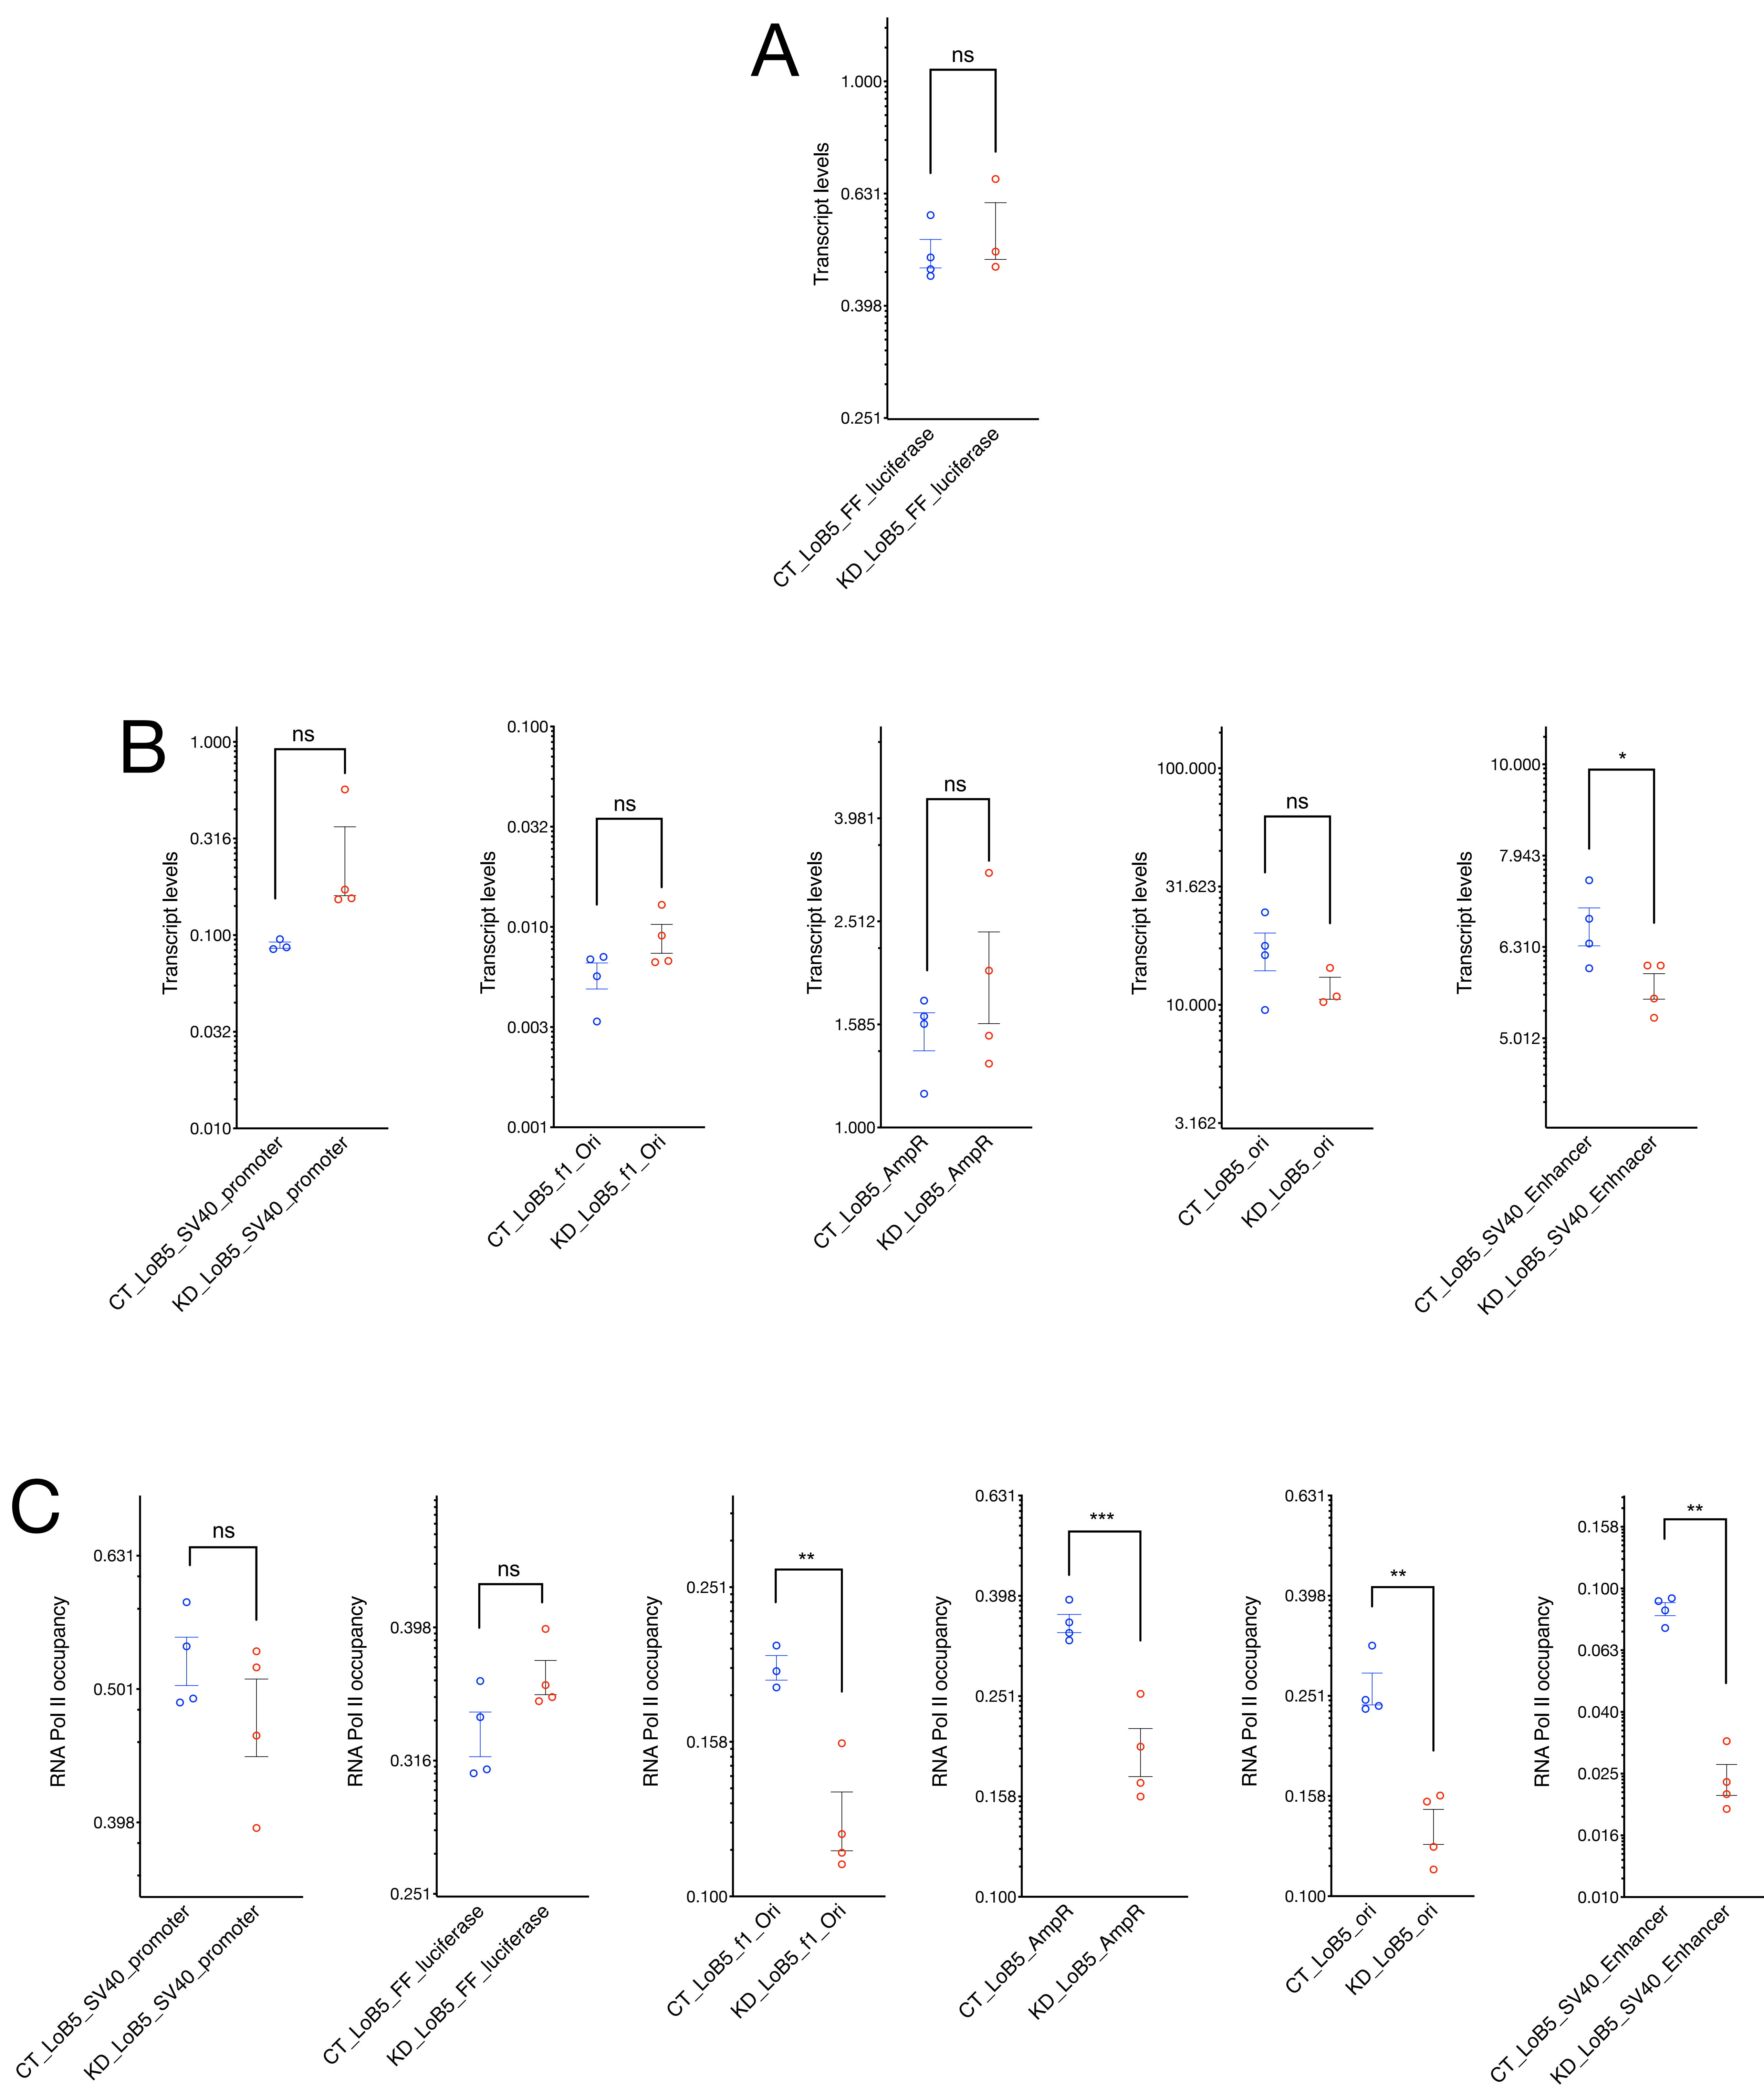 A
ns
Transcript levels
1.000
0.631
0.398
0.251
CT_LoB5_FF_luciferase
KD_LoB5_FF_luciferase
B
ns
Transcript levels
1.000
0.316
0.100
0.032
0.010
CT_LoB5_SV40_promoter
KD_LoB5_SV40_promoter
ns
Transcript levels
0.100
0.032
0.010
0.003
0.001
CT_LoB5_f1_Ori
KD_LoB5_f1_Ori
ns
Transcript levels
3.981
2.512
1.585
1.000
CT_LoB5_AmpR
KD_LoB5_AmpR
ns
Transcript levels
100.000
31.623
10.000
3.162
CT_LoB5_ori
KD_LoB5_ori
*
Transcript levels
10.000
7.943
6.310
5.012
CT_LoB5_SV40_Enhancer
KD_LoB5_SV40_Enhnacer
C
ns
RNA Pol II occupancy
0.631
0.501
0.398
CT_LoB5_SV40_promoter
KD_LoB5_SV40_promoter
ns
RNA Pol II occupancy
0.398
0.316
0.251
CT_LoB5_FF_luciferase
KD_LoB5_FF_luciferase
**
RNA Pol II occupancy
0.251
0.158
0.100
CT_LoB5_f1_Ori
KD_LoB5_f1_Ori
***
RNA Pol II occupancy
0.631
0.398
0.251
0.158
0.100
CT_LoB5_AmpR
KD_LoB5_AmpR
**
RNA Pol II occupancy
0.631
0.398
0.251
0.158
0.100
CT_LoB5_ori
KD_LoB5_ori
**
RNA Pol II occupancy
0.158
0.100
0.063
0.040
0.025
0.016
0.010
CT_LoB5_SV40_Enhancer
KD_LoB5_SV40_Enhancer